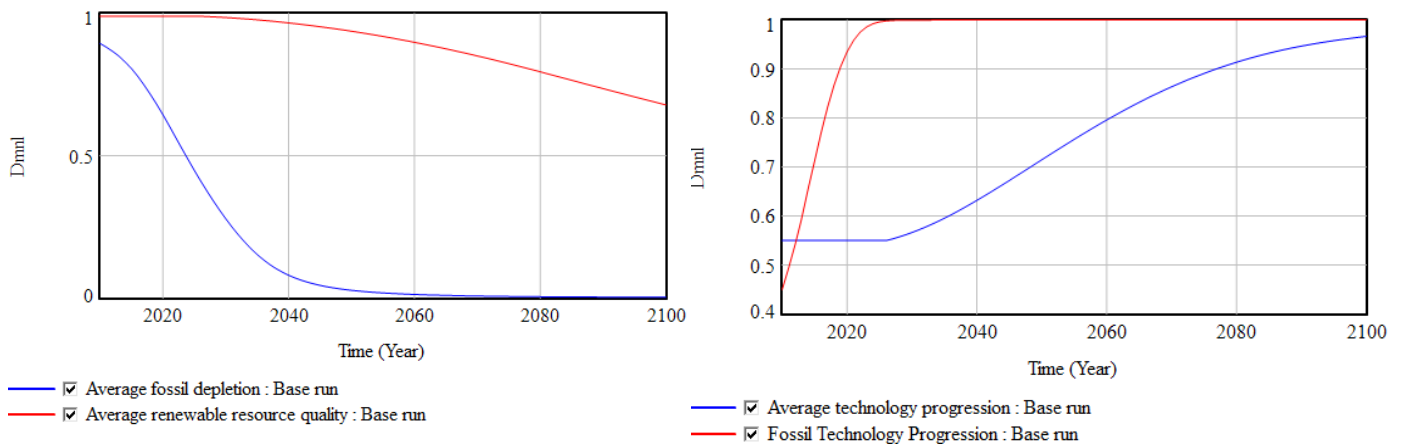 1
0.5
0
Dmnl
2020 2040 2060 2080 2100
Time (Year)
Average fossil depletion : Base run
Average renewable resource quality : Base run
1
0.9
0.8
0.7
0.6
0.5
0.4
Dmnl
2020 2040 2060 2080 2100
Time (Year)
Average technology progression : Base run
Fossil Technology Progression : Base run